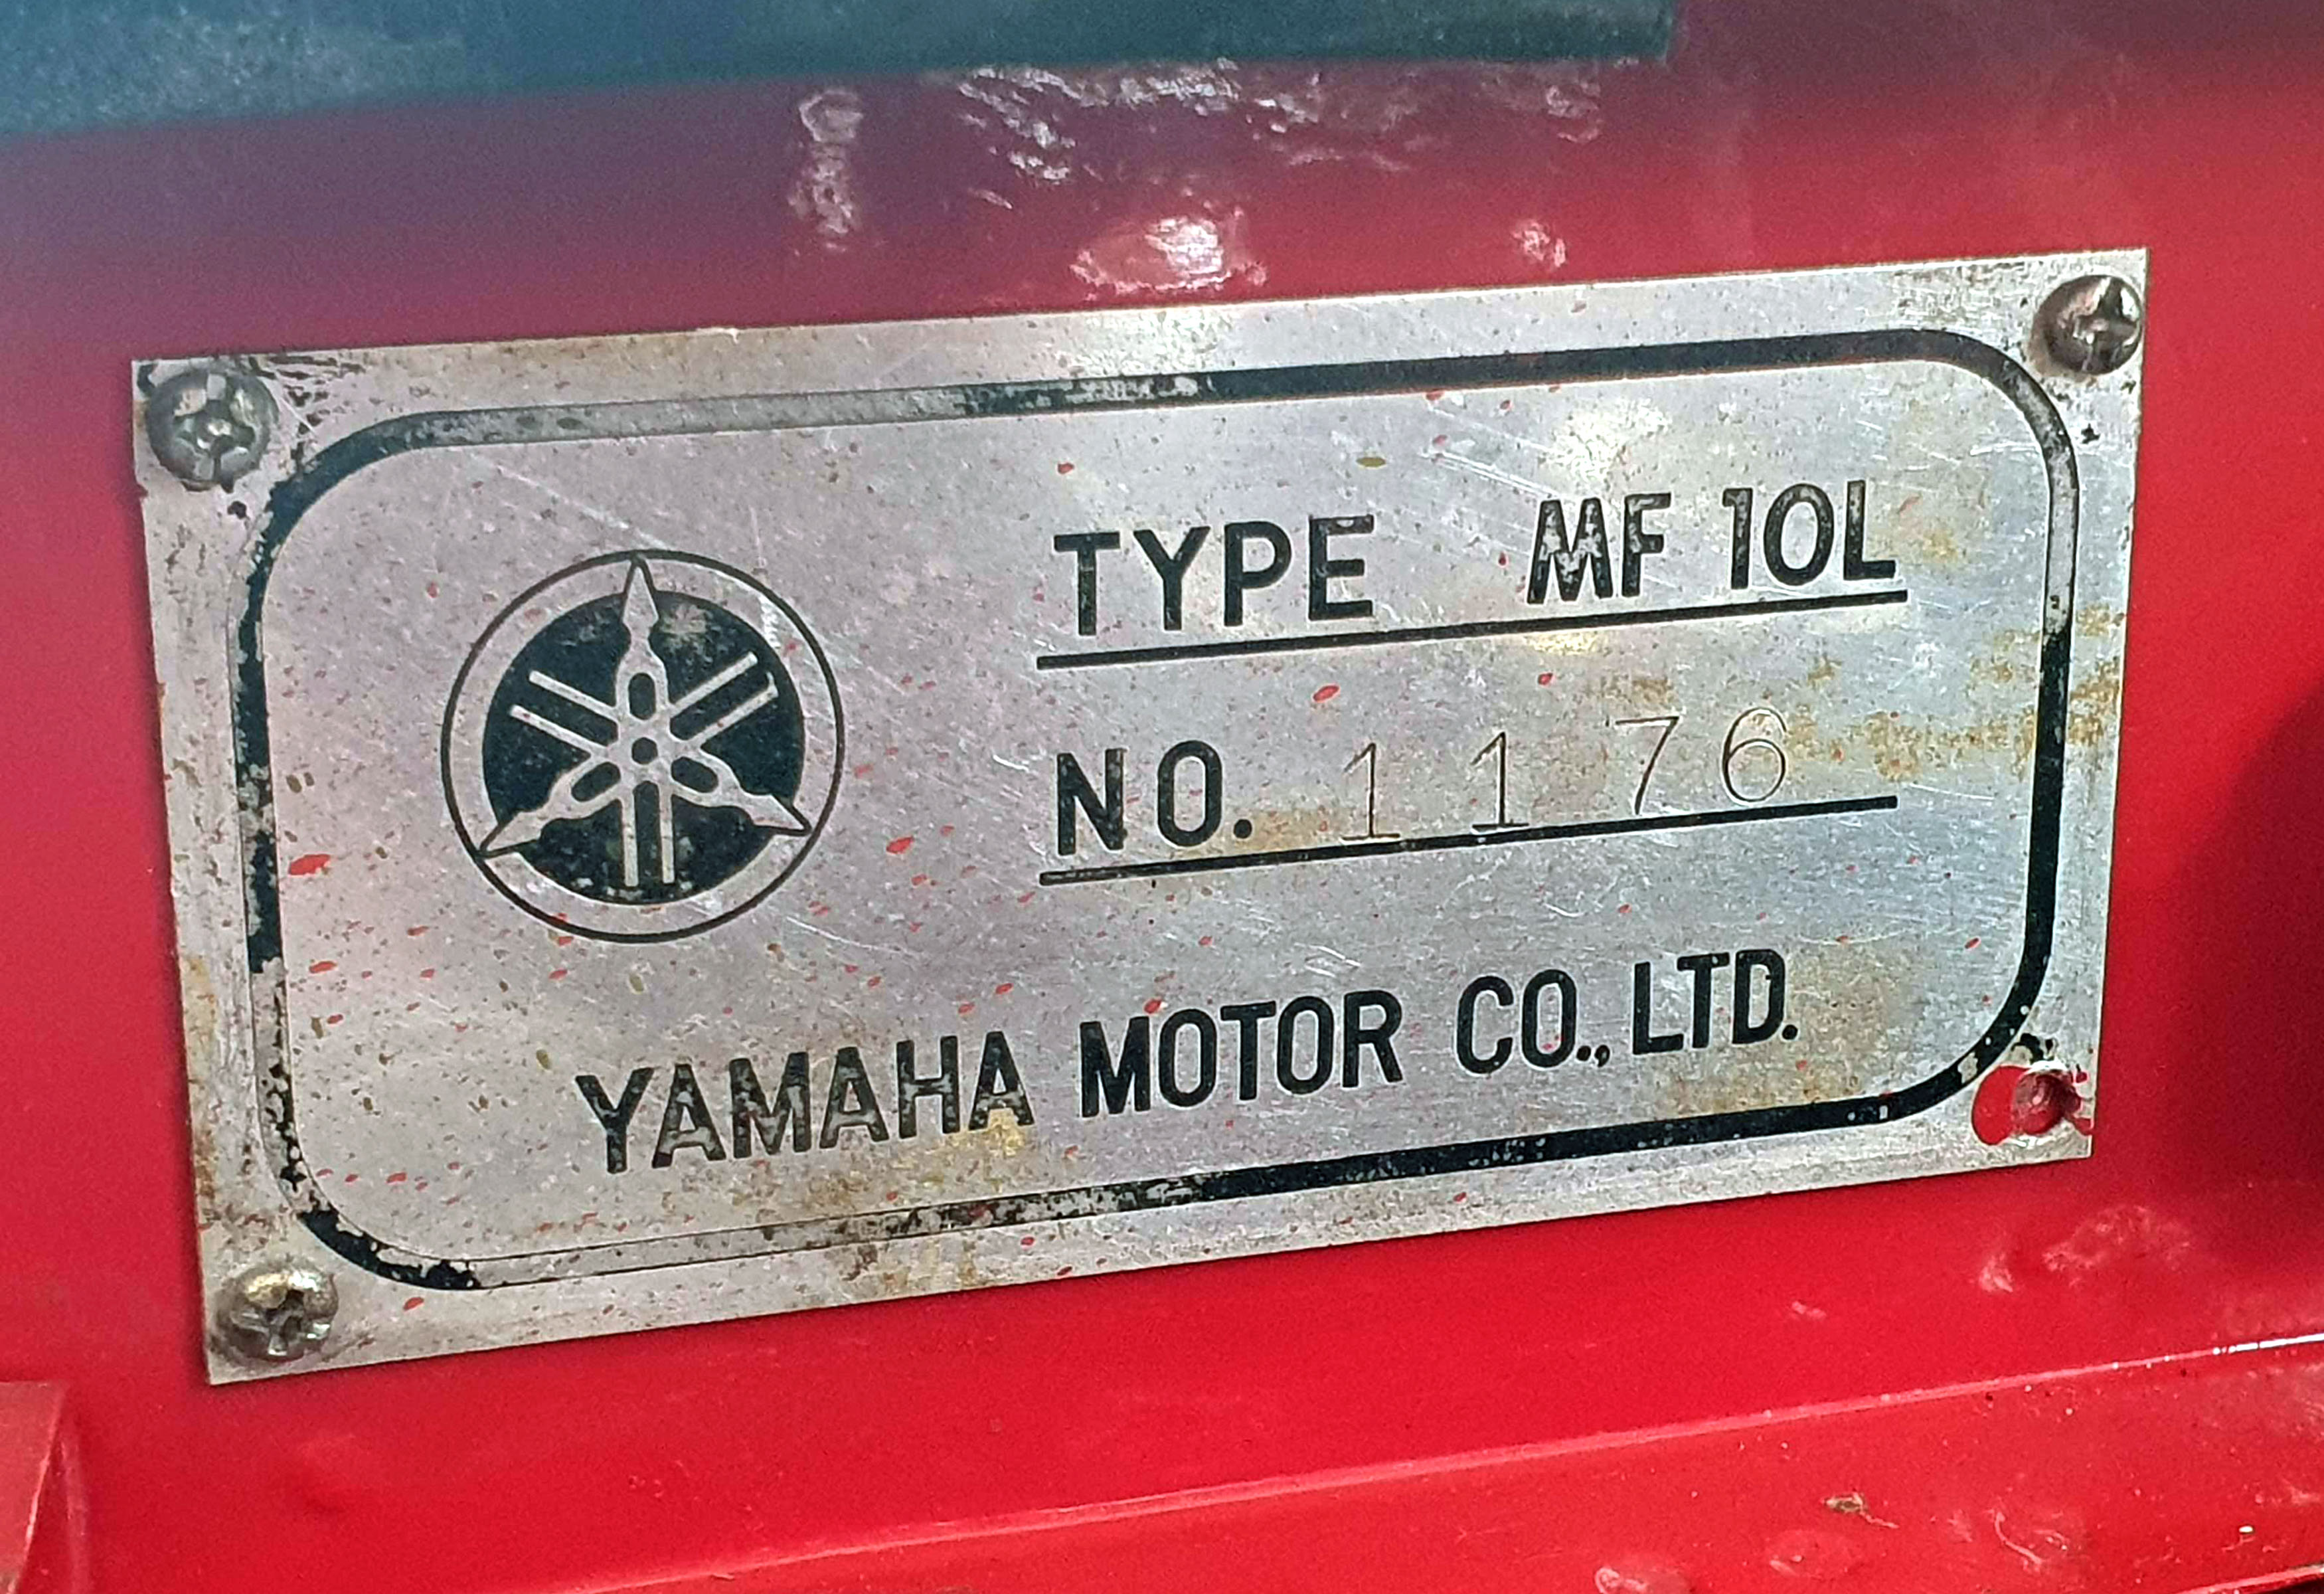 TYPE MF 10L
NO. 1176
YAMAHA MOTOR CO., LTD.